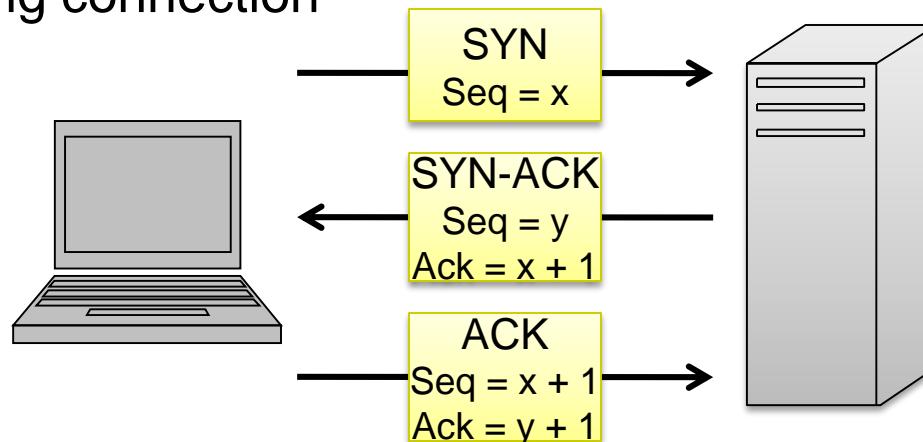 connection
SYN
Seq = x
SYN-ACK
Seq = y
Ack = x + 1
ACK
Seq = x + 1
Ack = y + 1